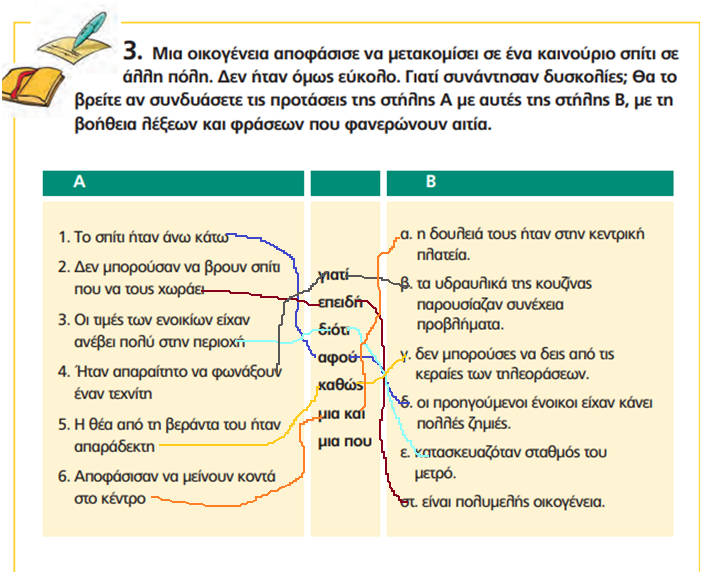 3. Μια οικογένεια αποφάσισε να μετακομίσει σε ένα καινούριο σπίτι σε
άλλη πόλη. Δεν ήταν όμως εύκολο. Γιατί συνάντησαν δυσκολίες; Θα το
βρείτε αν συνδυάσετε τις προτάσεις της στήλης Α με αυτές της στήλης Β, με τη
βοήθεια λέξεων και φράσεων που φανερώνουν αιτία.
Α
1. Το σπίτι ήταν άνω κάτω
2. Δεν μπορούσαν να βρουν σπίτι
που να τους χωράει
3. Οι τιμές των ενοικίων είχαν
ανέβει πολύ στην περιοχή
4. Ήταν απαραίτητο να φωνάξουν
έναν τεχνίτη
5. Η θέα από τη βεράντα του ήταν
απαράδεκτη
6. Αποφάσισαν να μείνουν κοντά
στο κέντρο
γιατί
επειδή
διότι
αφού
καθώς
μια και
μια που
Β
α. η δουλειά τους ήταν στην κεντρική
πλατεία.
β. τα υδραυλικά της κουζίνας
παρουσίαζαν συνέχεια
προβλήματα.
γ. δεν μπορούσες να δεις από τις
κεραίες των τηλεοράσεων.
δ. οι προηγούμενοι ένοικοι είχαν κάνει
πολλές ζημιές.
ε. κατασκευαζόταν σταθμός του
μετρό.
στ. είναι πολυμελής οικογένεια.